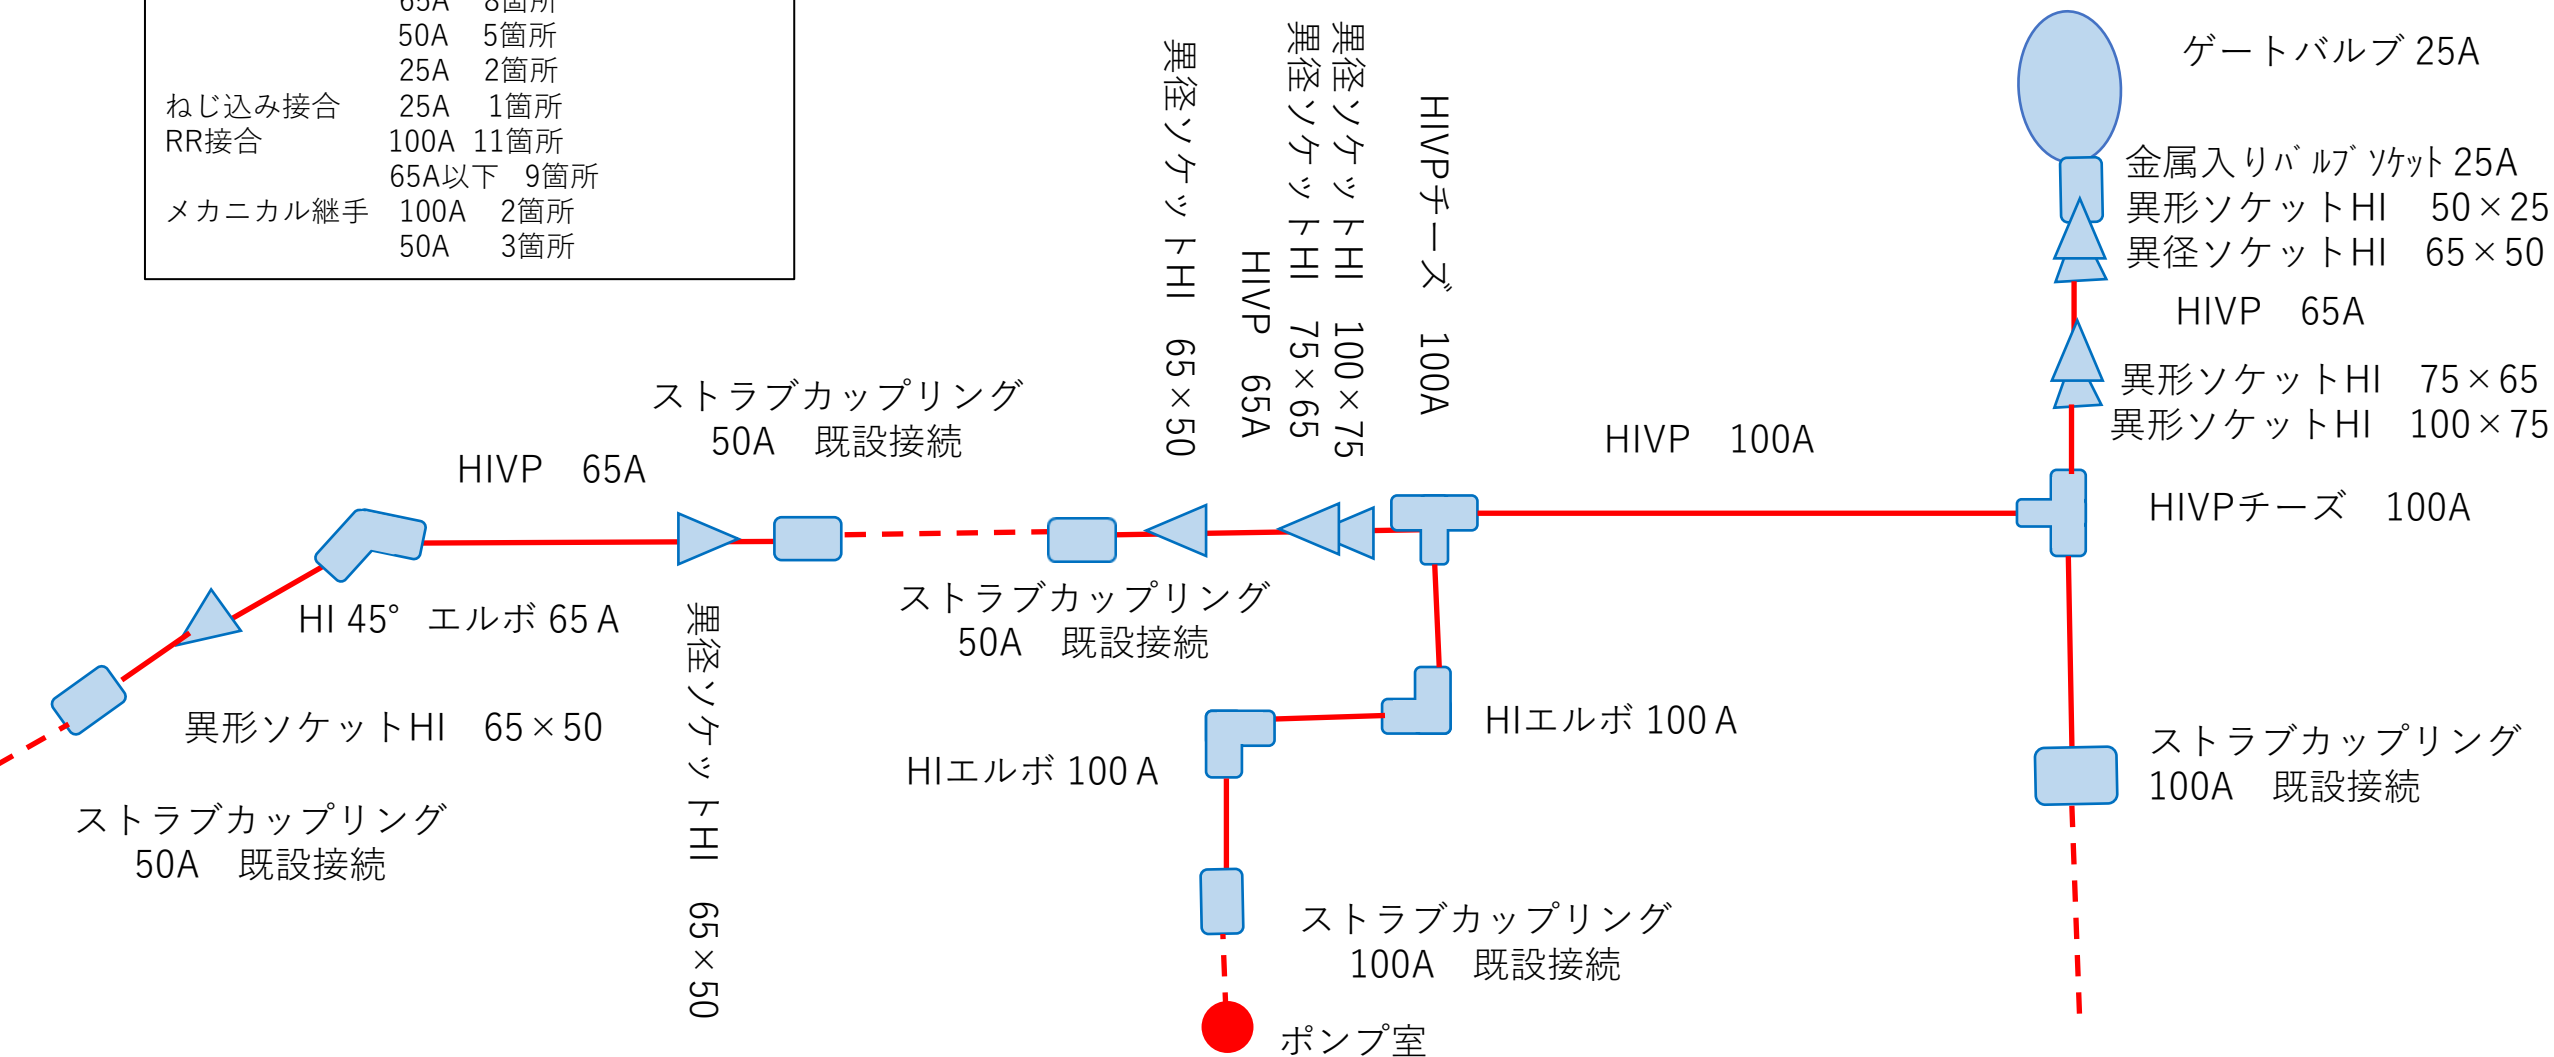 65A 8箇所
50A 5箇所
25A 2箇所
ねじ込み接合 25A 1箇所
RR接合 100A 11箇所
65A以下 9箇所
メカニカル継手 100A 2箇所
50A 3箇所
異径ソケットHI 65×50
HIVP 65A
異径ソケットHI 75×65
異径ソケットHI 100×75
HIVPチーズ 100A
ゲートバルブ 25A
金属入りバルブソケット 25A
異形ソケットHI 50×25
異径ソケットHI 65×50
HIVP 65A
異形ソケットHI 75×65
異形ソケットHI 100×75
HIVPチーズ 100A
HIVP 100A
ストラブカップリング
50A 既設接続
HIVP 65A
HI 45°エルボ 65 A
異形ソケットHI 65×50
ストラブカップリング
50A 既設接続
異径ソケットHI 65×50
ストラブカップリング
50A 既設接続
HIエルボ 100 A
HIエルボ 100 A
ストラブカップリング
100A 既設接続
ストラブカップリング
100A 既設接続
ポンプ室